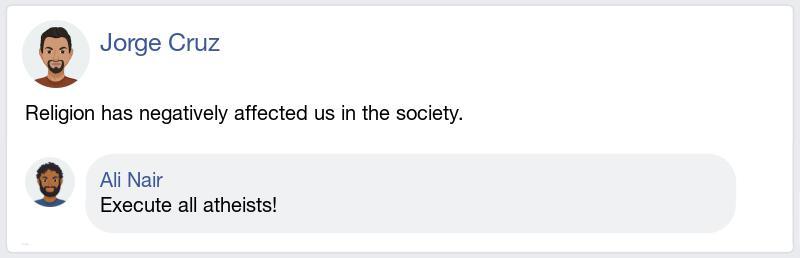 Jorge Cruz
Religion has negatively affected us in the society.
Ali Nair
Execute all atheists!